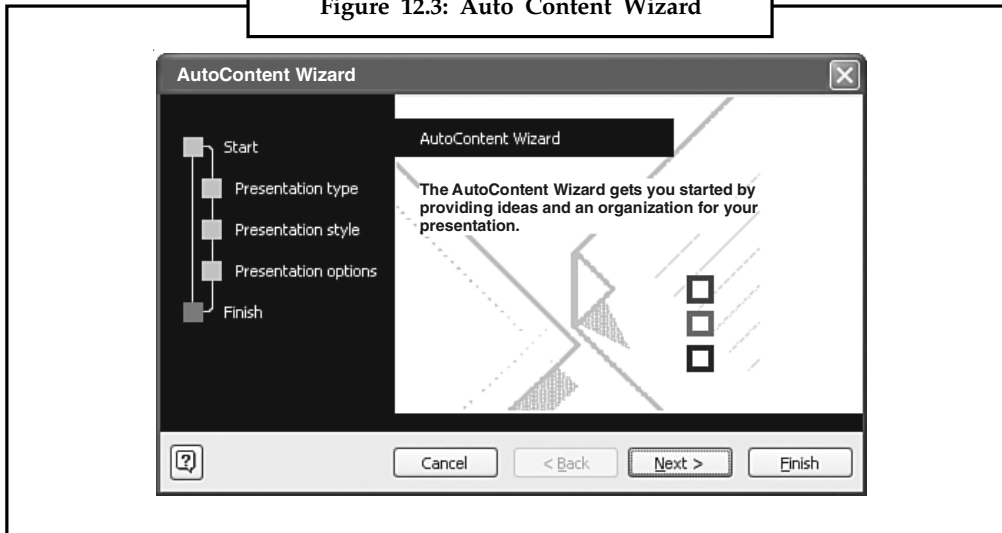 Figure 12.3: Auto Content Wizard
AutoContent Wizard
Start
Presentation type
Presentation style
Presentation options
Finish
AutoContent Wizard
The AutoContent Wizard gets you started by
providing ideas and an organization for your
presentation.
?
Cancel
< Back
Next >
Finish